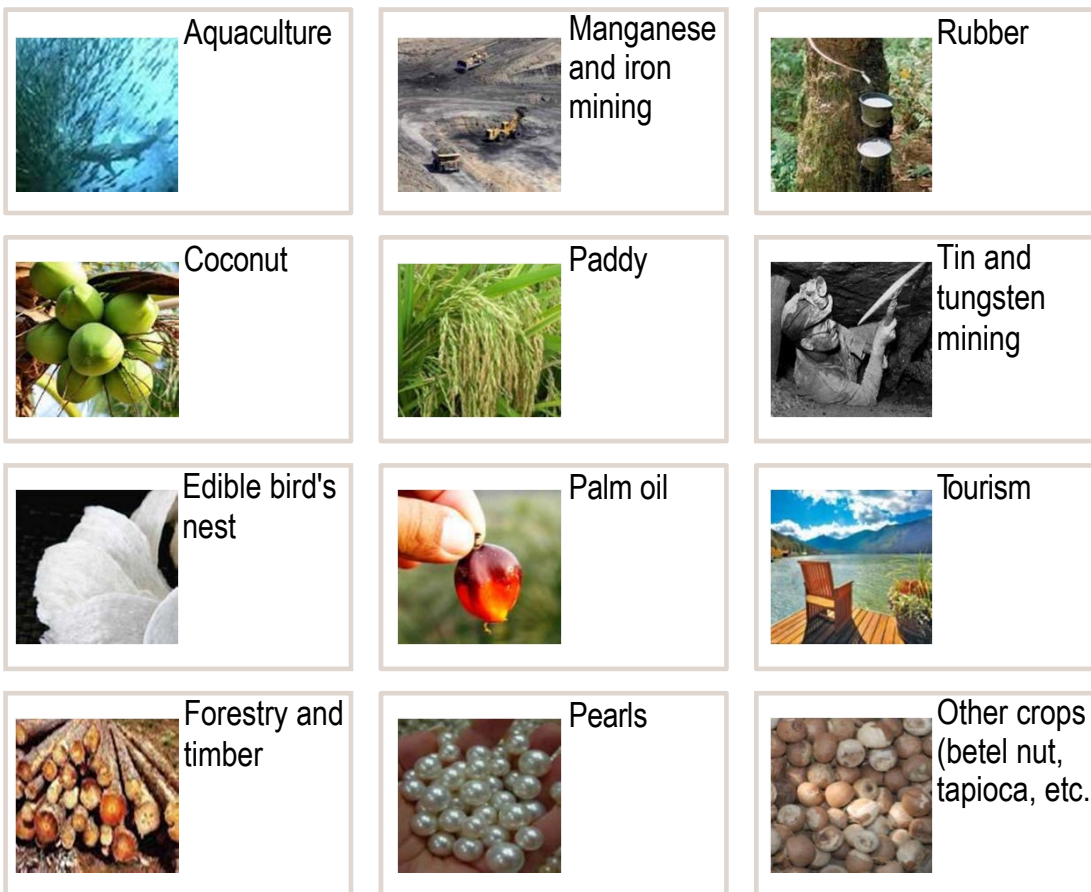 Aquaculture
Manganese
and iron
mining
Rubber
Coconut
Paddy
Tin and
tungsten
mining
Edible bird's
nest
Palm oil
Tourism
Forestry and
timber
Pearls
Other crops
(betel nut,
tapioca, etc.